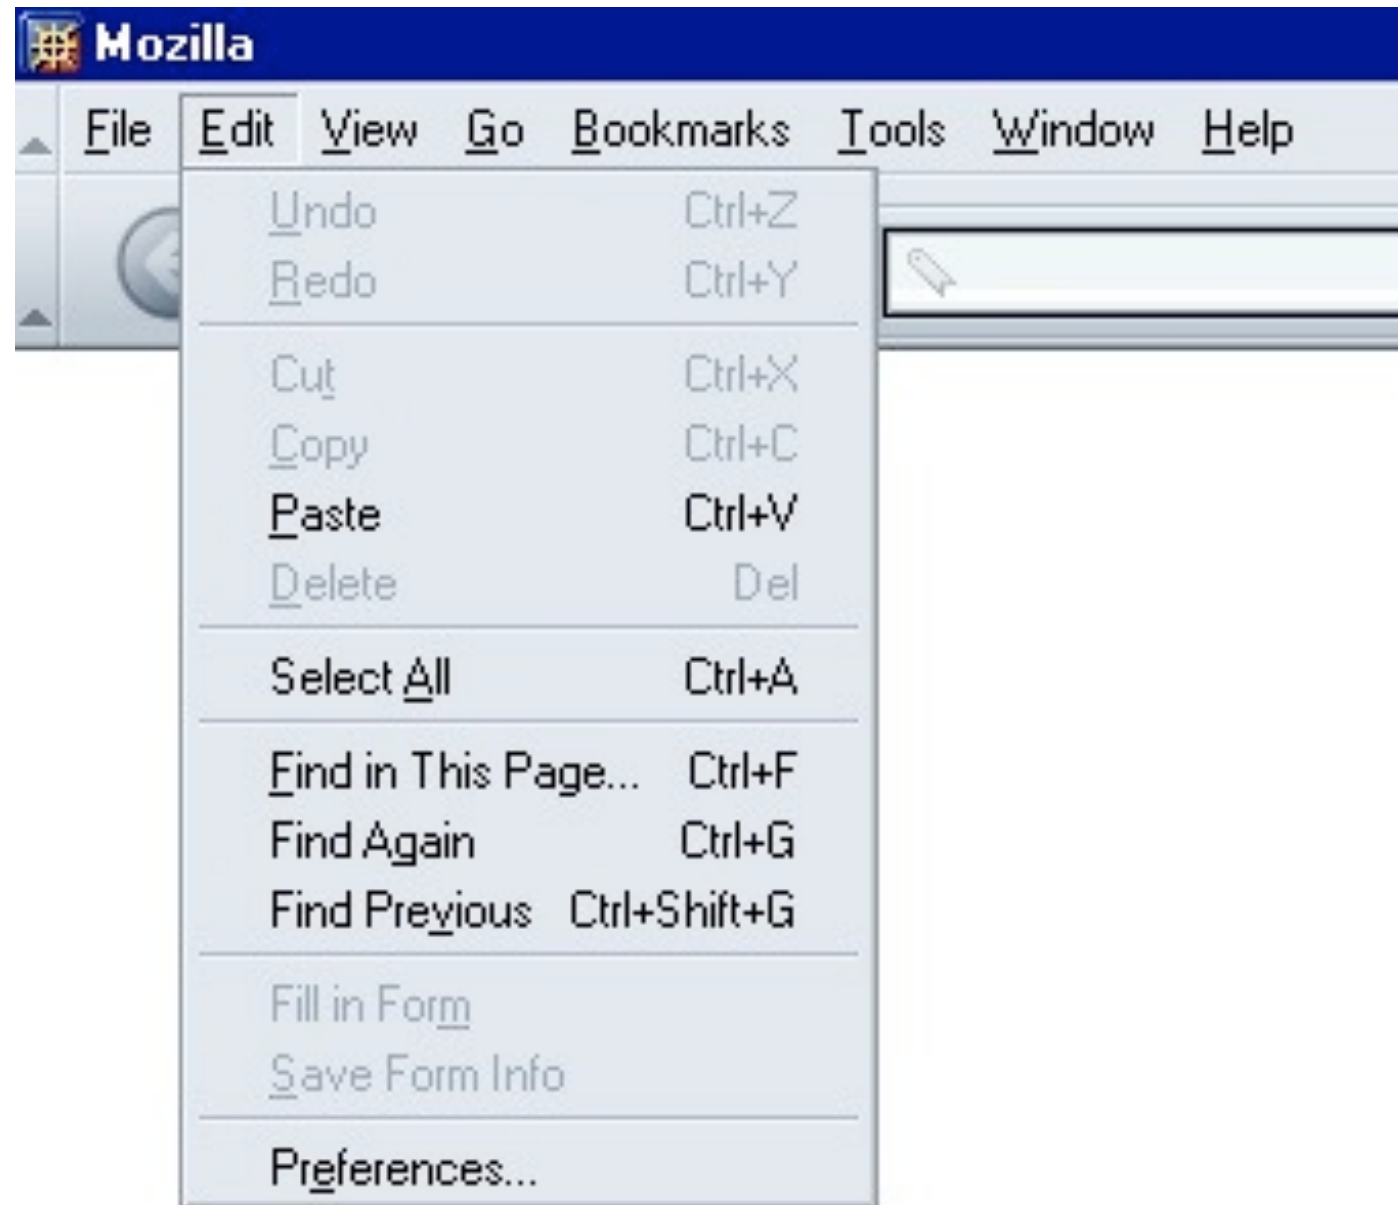 Mozilla
File Edit View Go Bookmarks Tools Window Help
Undo Ctrl+Z
Redo Ctrl+Y
Cut Ctrl+X
Copy Ctrl+C
Paste Ctrl+V
Delete Del
Select All Ctrl+A
Find in This Page... Ctrl+F
Find Again Ctrl+G
Find Previous Ctrl+Shift+G
Fill in Form
Save Form Info
Preferences...